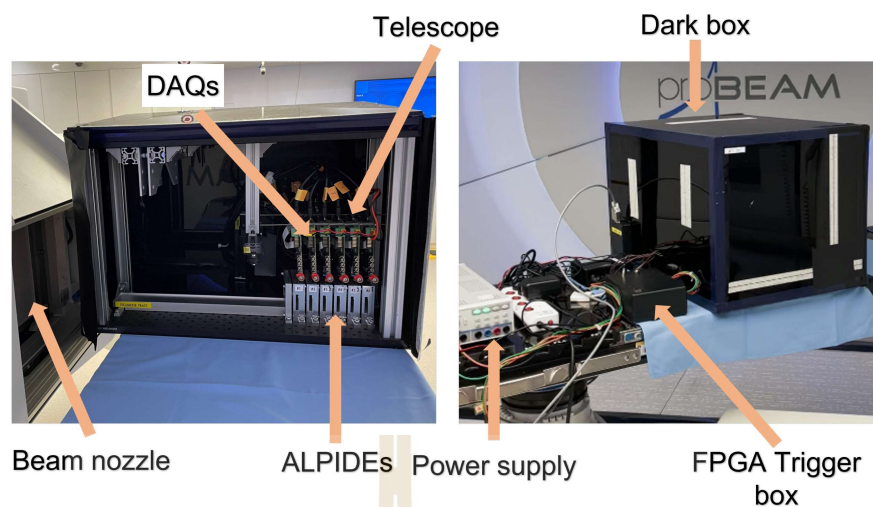 Telescope
Dark box
DAQs
proBEAM
Beam nozzle
ALPIDEs
Power supply
FPGA Trigger
box